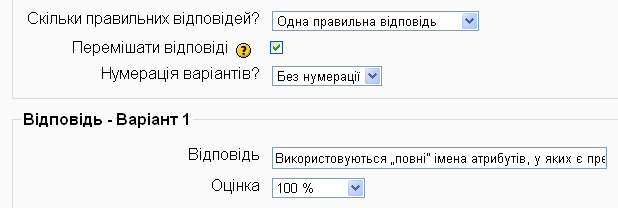 Скільки правильних відповідей? Одна правильна відповідь
Перемішати відповіді ?
Нумерація варіантів? Без нумерації
Відповідь - Варіант 1
Відповідь Використовуються „повні" імена атрибутів, у яких є пре
Оцінка 100 %